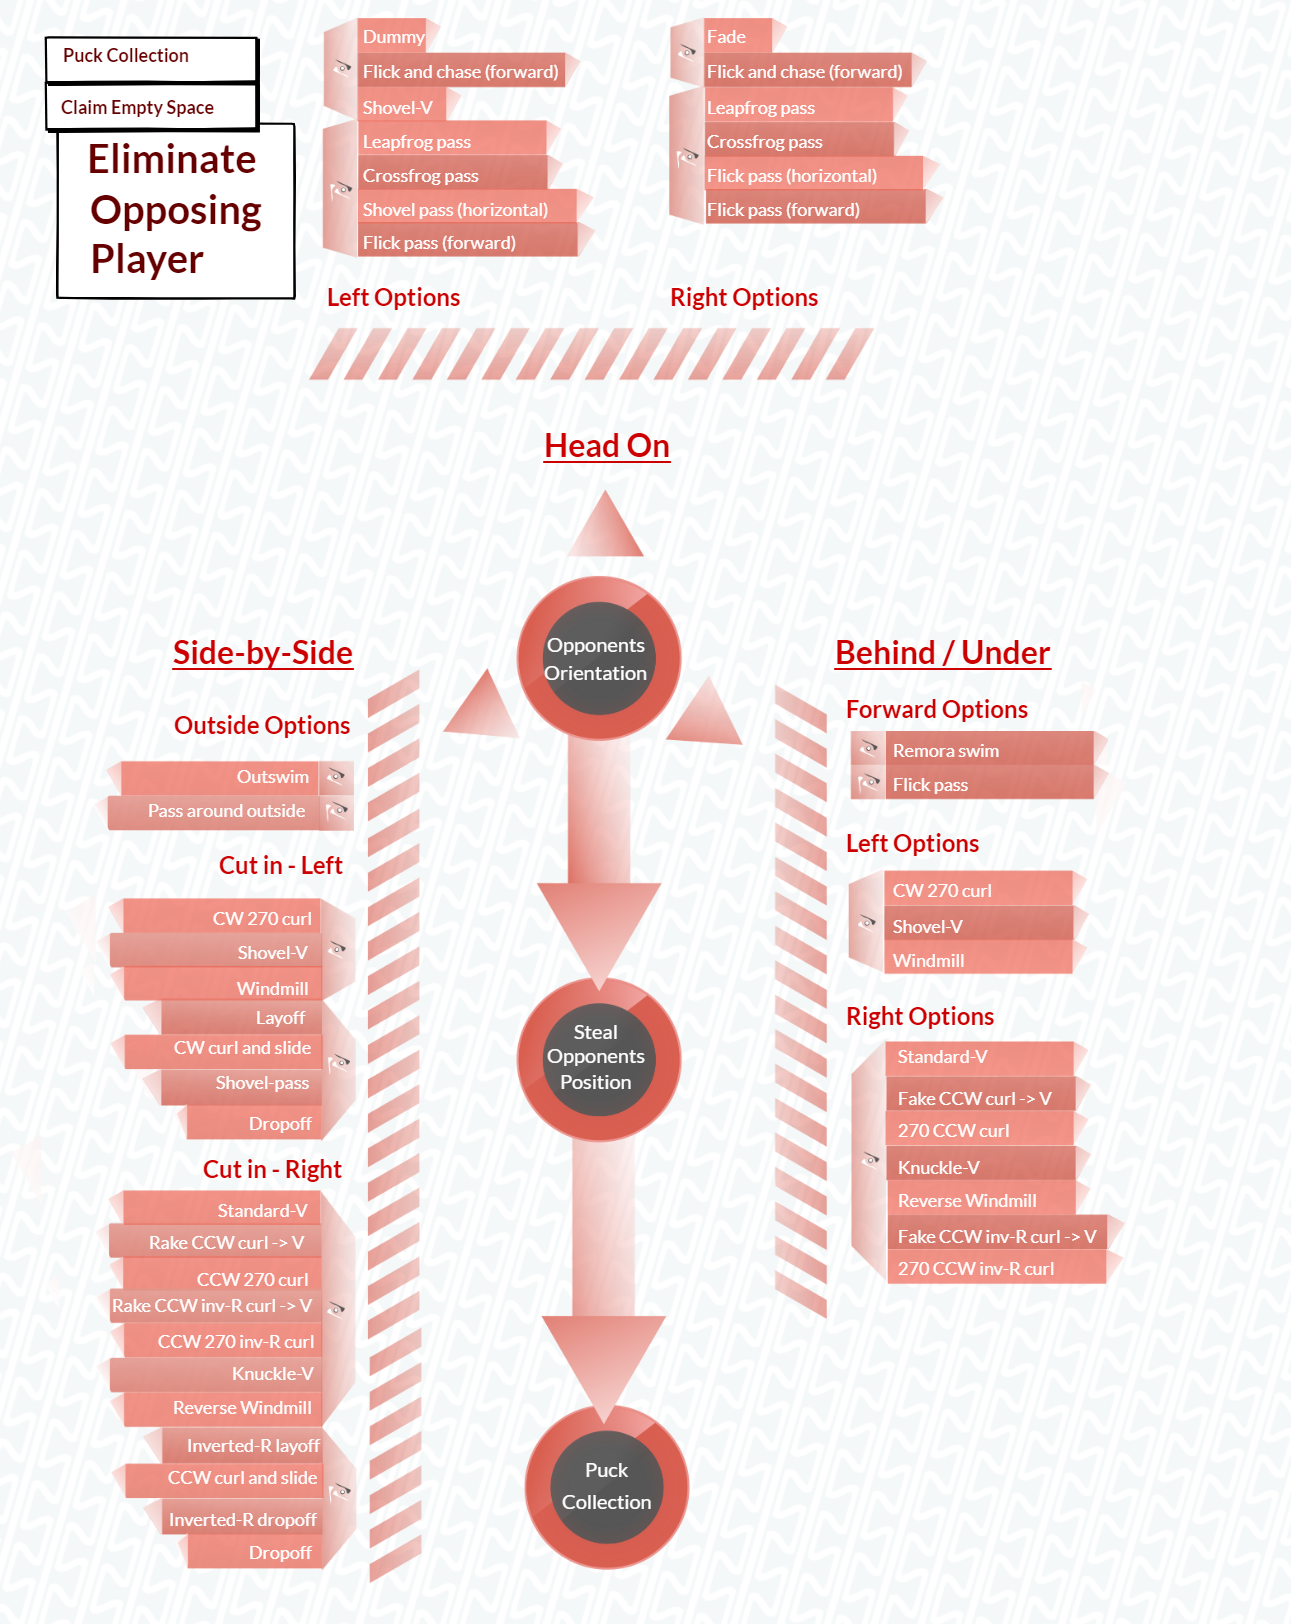 Puck Collection
Claim Empty Space
Eliminate
Opposing
Player
Dummy
Flick and chase (forward)
Shovel-V
Leapfrog pass
Crossfrog pass
Shovel pass (horizontal)
Flick pass (forward)
Left Options
Fade
Flick and chase (forward)
Leapfrog pass
Crossfrog pass
Flick pass (horizontal)
Flick pass (forward)
Right Options
Head On
Opponents
Orientation
Side-by-Side
Outside Options
Outswim
Pass around outside
Cut in - Left
CW 270 curl
Shovel-V
Windmill
Layoff
CW curl and slide
Shovel-pass
Dropoff
Cut in - Right
Standard-V
Rake CCW curl -> V
CCW 270 curl
Rake CCW inv-R curl -> V
CCW 270 inv-R curl
Knuckle-V
Reverse Windmill
Inverted-R layoff
CCW curl and slide
Inverted-R dropoff
Dropoff
Steal
Opponents
Position
Puck
Collection
Behind / Under
Forward Options
Remora swim
Flick pass
Left Options
CW 270 curl
Shovel-V
Windmill
Right Options
Standard-V
Fake CCW curl -> V
270 CCW curl
Knuckle-V
Reverse Windmill
Fake CCW inv-R curl -> V
270 CCW inv-R curl